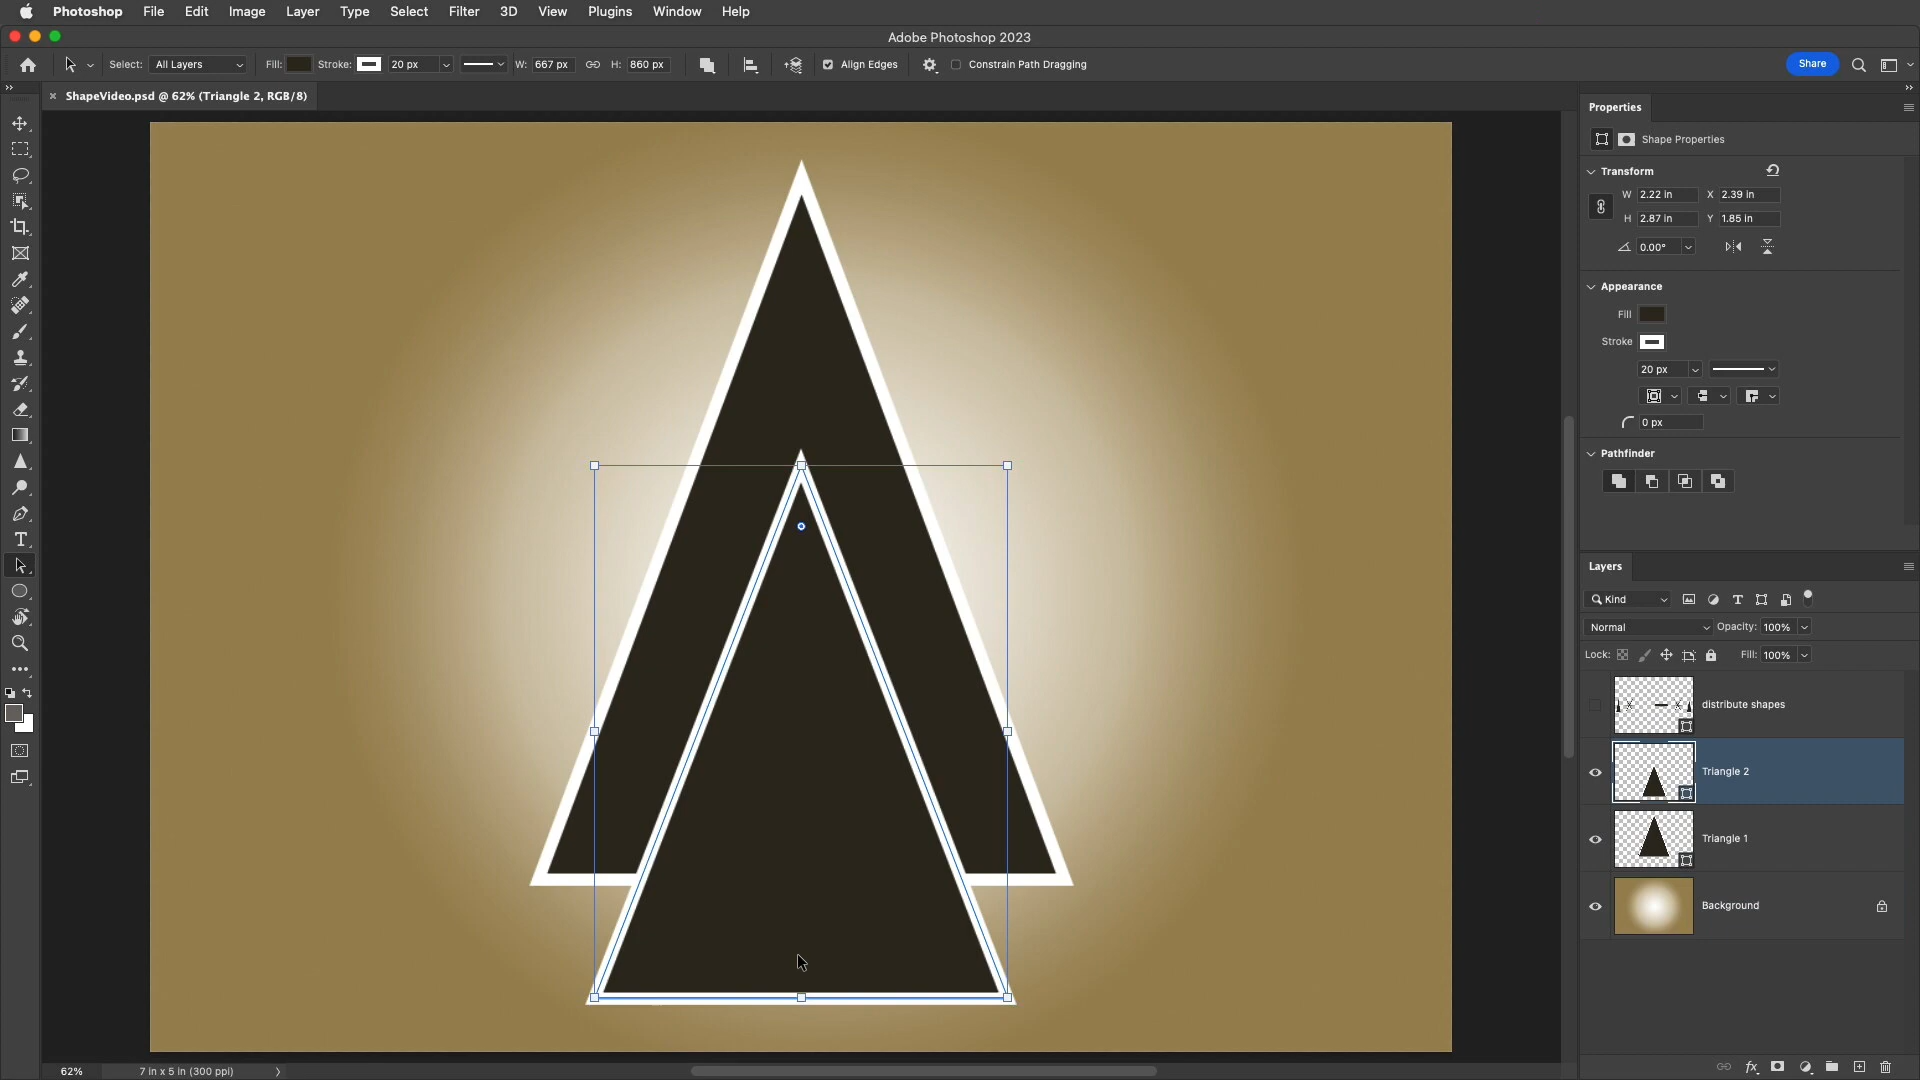 Photoshop File Edit Image Layer Type Select Filter 3D View Plugins Window Help
Adobe Photoshop 2023
Select: All Layers Fill: Stroke: 20 px W: 667 px H: 860 px Align Edges Constrain Path Dragging Share
× ShapeVideo.psd @ 62% (Triangle 2, RGB/8)
Properties
Shape Properties
Transform
W 2.22 in X 2.39 in
H 2.87 in Y 1.85 in
0.00°
Appearance
Fill
Stroke
20 px
0 px
Pathfinder
Layers
Kind
Normal Opacity: 100%
Lock: Fill: 100%
distribute shapes
Triangle 2
Triangle 1
Background
62% 7 in x 5 in (300 ppi)